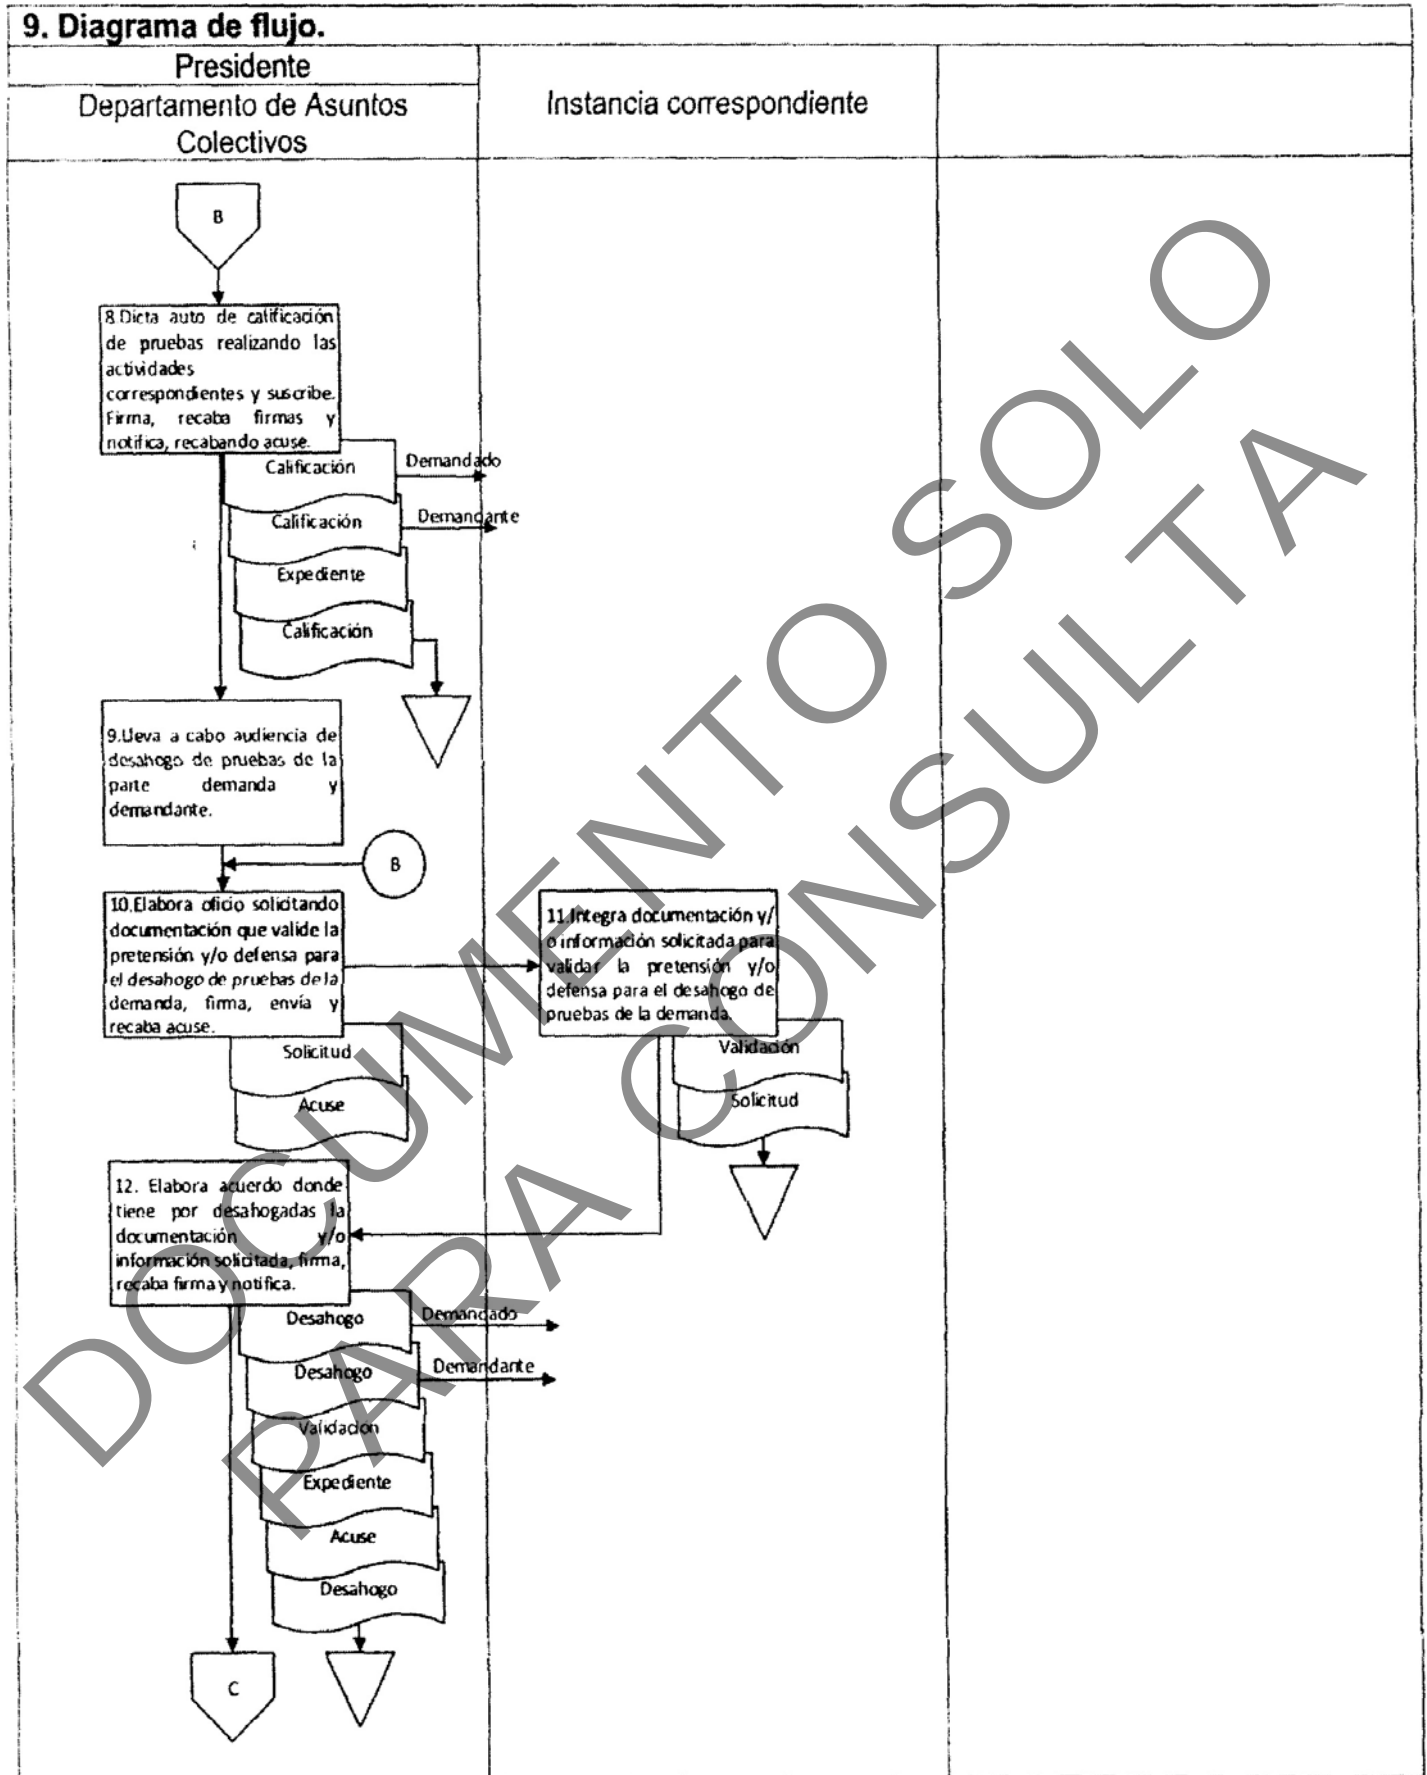 9. Diagrama de flujo.
Presidente
Departamento de Asuntos
Colectivos
Instancia correspondiente
B
8.Dicta auto de calificación
de pruebas realizando las
actividades
correspondientes y suscribe.
Firma, recaba firmas y
notifica, recabando acuse.
Calificación
Demandado
Calificación
Demandante
Expediente
Calificación
9.Lleva a cabo audiencia de
desahogo de pruebas de la
parte demanda y
demandante.
B
10.Elabora oficio solicitando
documentación que valide la
pretensión y/o defensa para
el desahogo de pruebas de la
demanda, firma, envía y
recaba acuse.
Solicitud
Acuse
11.Integra documentación y/
o información solicitada para
validar la pretensión y/o
defensa para el desahogo de
pruebas de la demanda.
Validación
Solicitud
12. Elabora acuerdo donde
tiene por desahogadas la
documentación y/o
información solicitada, firma,
recaba firma y notifica.
Desahogo
Demandado
Desahogo
Demandante
Validación
Expediente
Acuse
Desahogo
C
DOCUMENTO SOLO
PARA CONSULTA